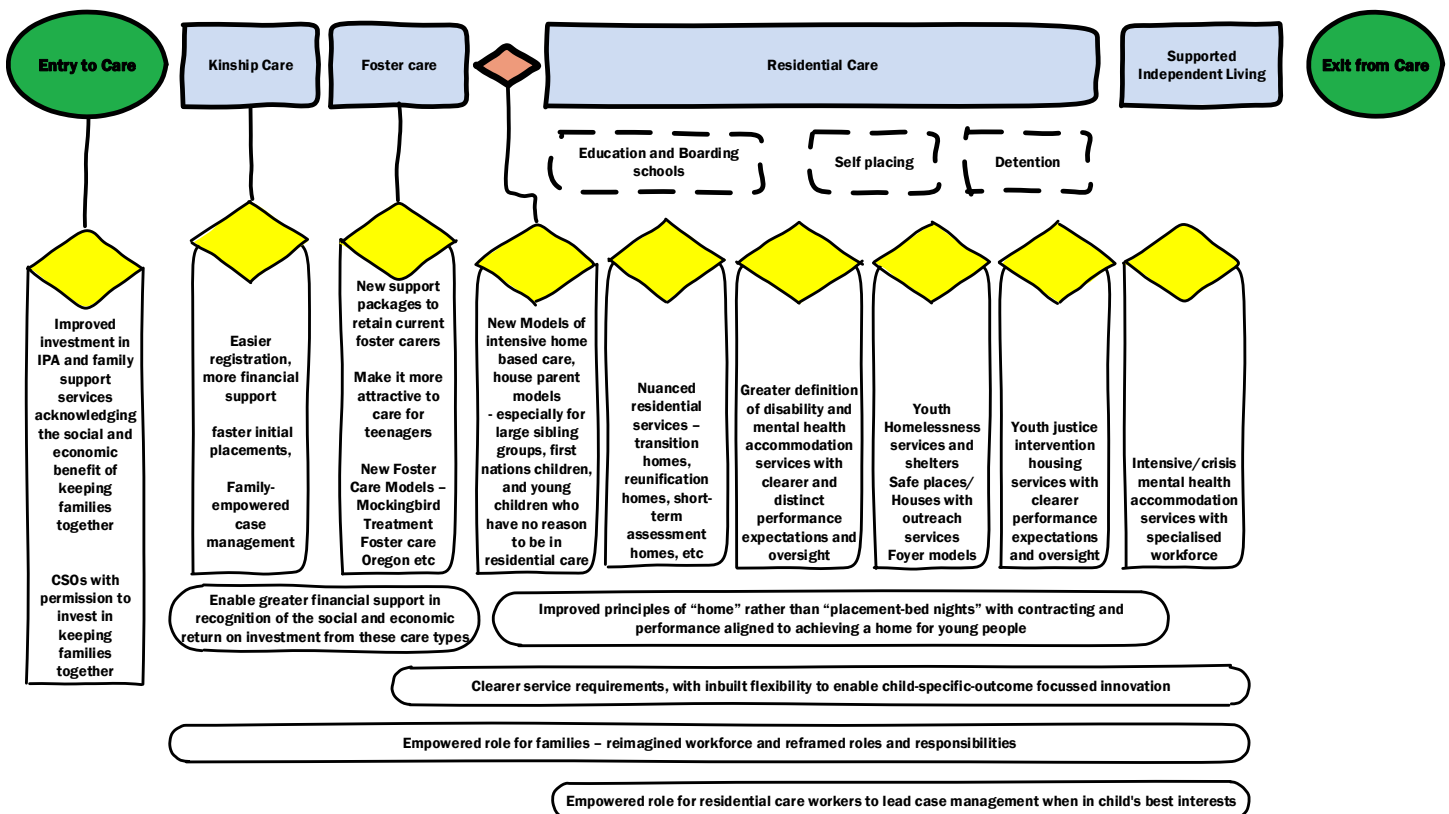 Entry to Care
Kinship Care
Foster care
Residential Care
Supported
Independent Living
Exit from Care
Education and Boarding
schools
Self placing
Detention
Improved
investment in
IPA and family
support
services
acknowledging
the social and
economic
benefit of
keeping
families
together
CSOs with
permission to
invest in
keeping
families
together
Easier
registration,
more financial
support
faster initial
placements,
Family-
empowered
case
management
New support
packages to
retain current
foster carers
Make it more
attractive to
care for
teenagers
New Foster
Care Models –
Mockingbird
Treatment
Foster care
Oregon etc
New Models of
intensive home
based care,
house parent
models
- especially for
large sibling
groups, first
nations children,
and young
children who
have no reason
to be in
residential care
Nuanced
residential
services –
transition
homes,
reunification
homes, short-
term
assessment
homes, etc
Greater definition
of disability and
mental health
accommodation
services with
clearer and
distinct
performance
expectations and
oversight
Youth
Homelessness
services and
shelters
Safe places/
Houses with
outreach
services
Foyer models
Youth justice
intervention
housing
services with
clearer
performance
expectations
and oversight
Intensive/crisis
mental health
accommodation
services with
specialised
workforce
Enable greater financial support in
recognition of the social and economic
return on investment from these care types
Improved principles of “home” rather than “placement-bed nights” with contracting and
performance aligned to achieving a home for young people
Clearer service requirements, with inbuilt flexibility to enable child-specific-outcome focussed innovation
Empowered role for families – reimagined workforce and reframed roles and responsibilities
Empowered role for residential care workers to lead case management when in child's best interests